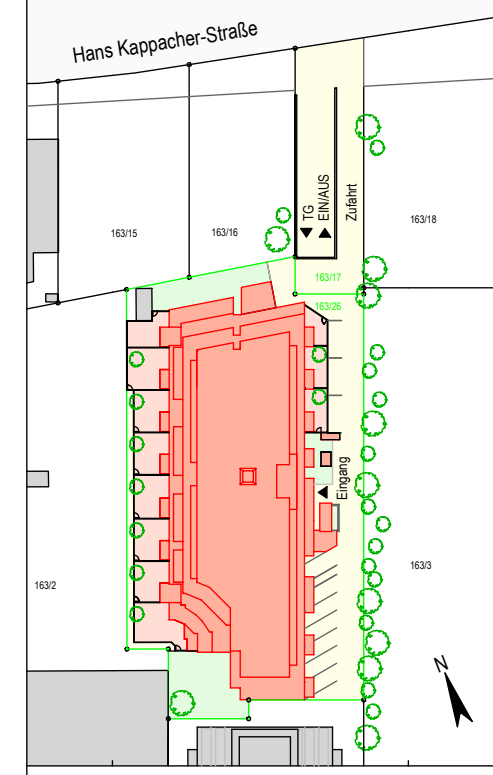 Hans Kappacher-Straße
TG
EIN/AUS
Zufahrt
163/15
163/16
163/18
163/17
163/26
Eingang
163/2
163/3
N